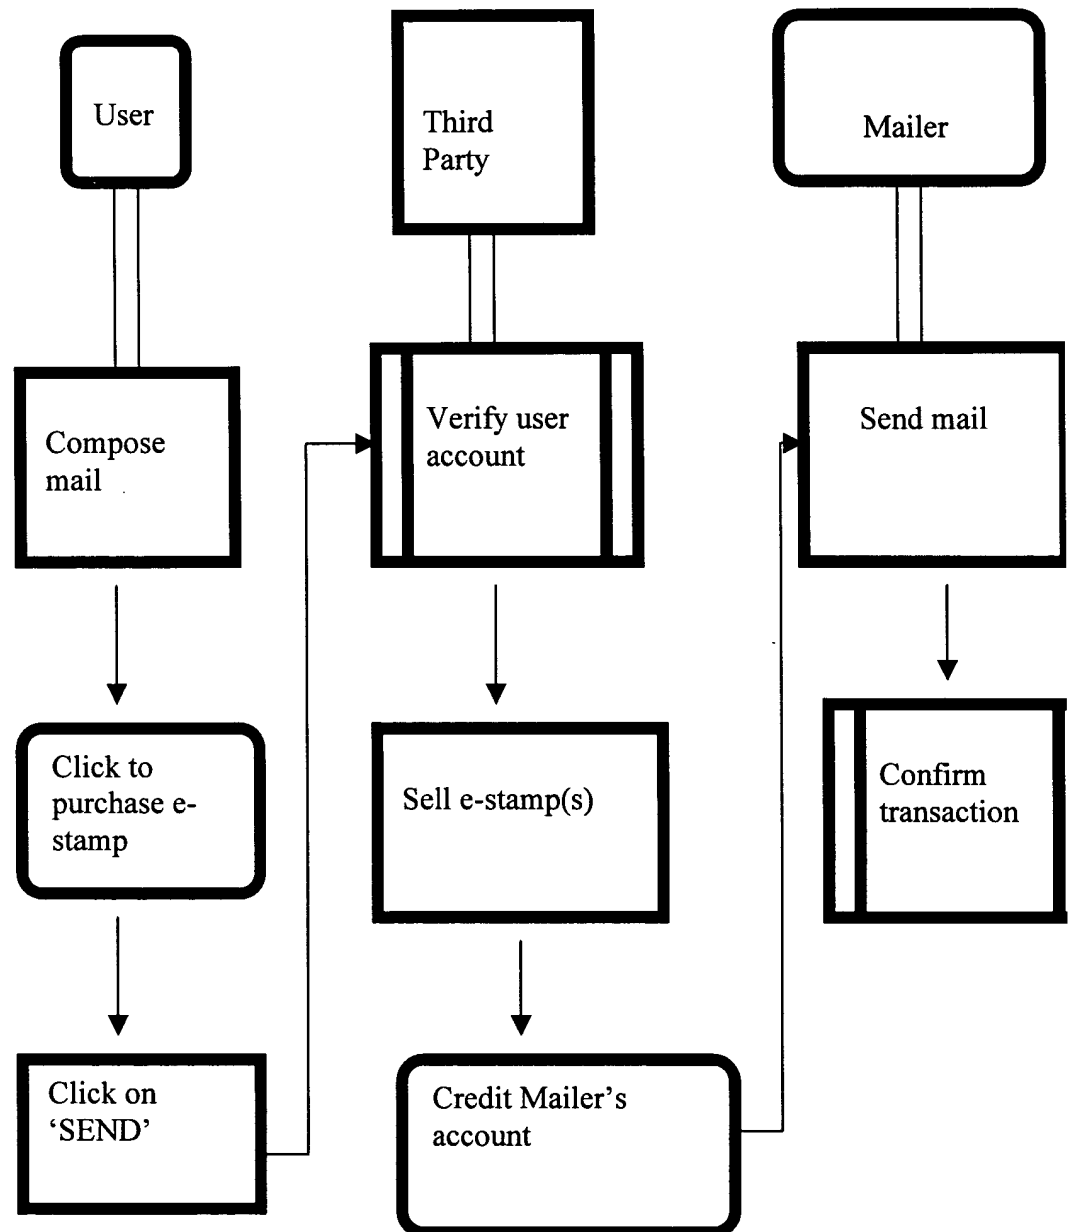 User
Third
Party
Mailer
Compose
mail
Verify user
account
Send mail
Click to
purchase e-
stamp
Sell e-stamp(s)
Confirm
transaction
Click on
‘SEND’
Credit Mailer’s
account